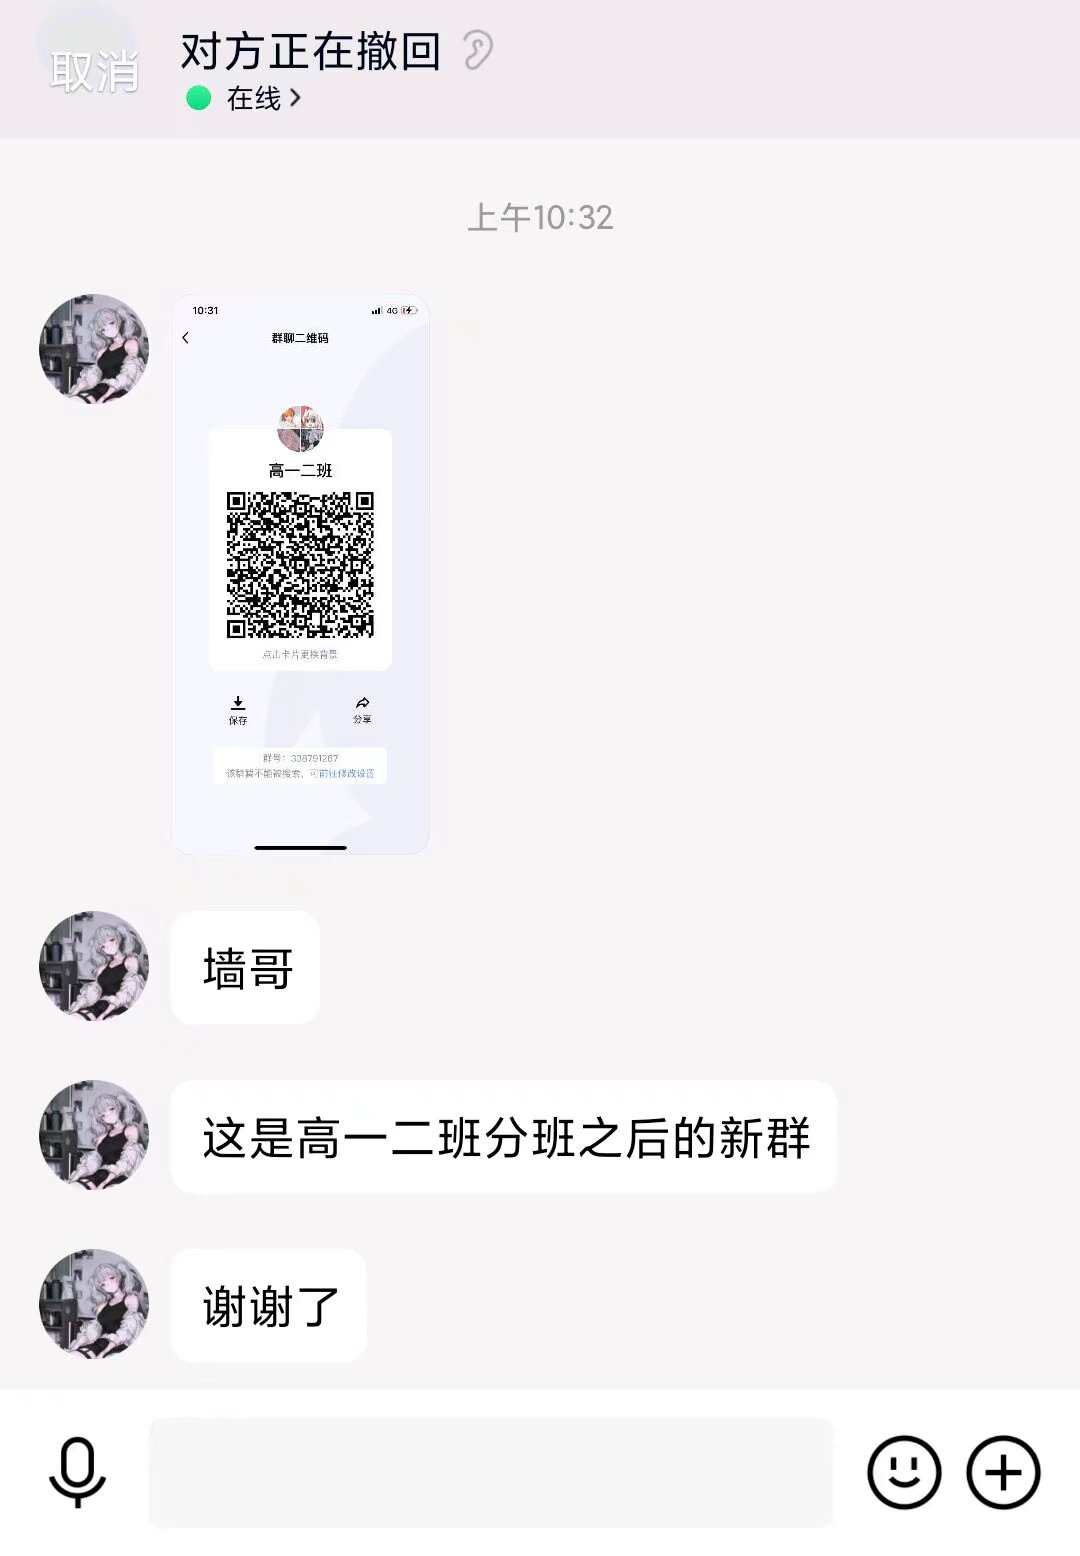 取消
对方正在撤回
在线
上午10:32
10:31
4G
群聊二维码
高一二班
点击卡片更换背景
保存
分享
群号：338791267
该群暂不能被搜索，可前往修改设置
墙哥
这是高一二班分班之后的新群
谢谢了